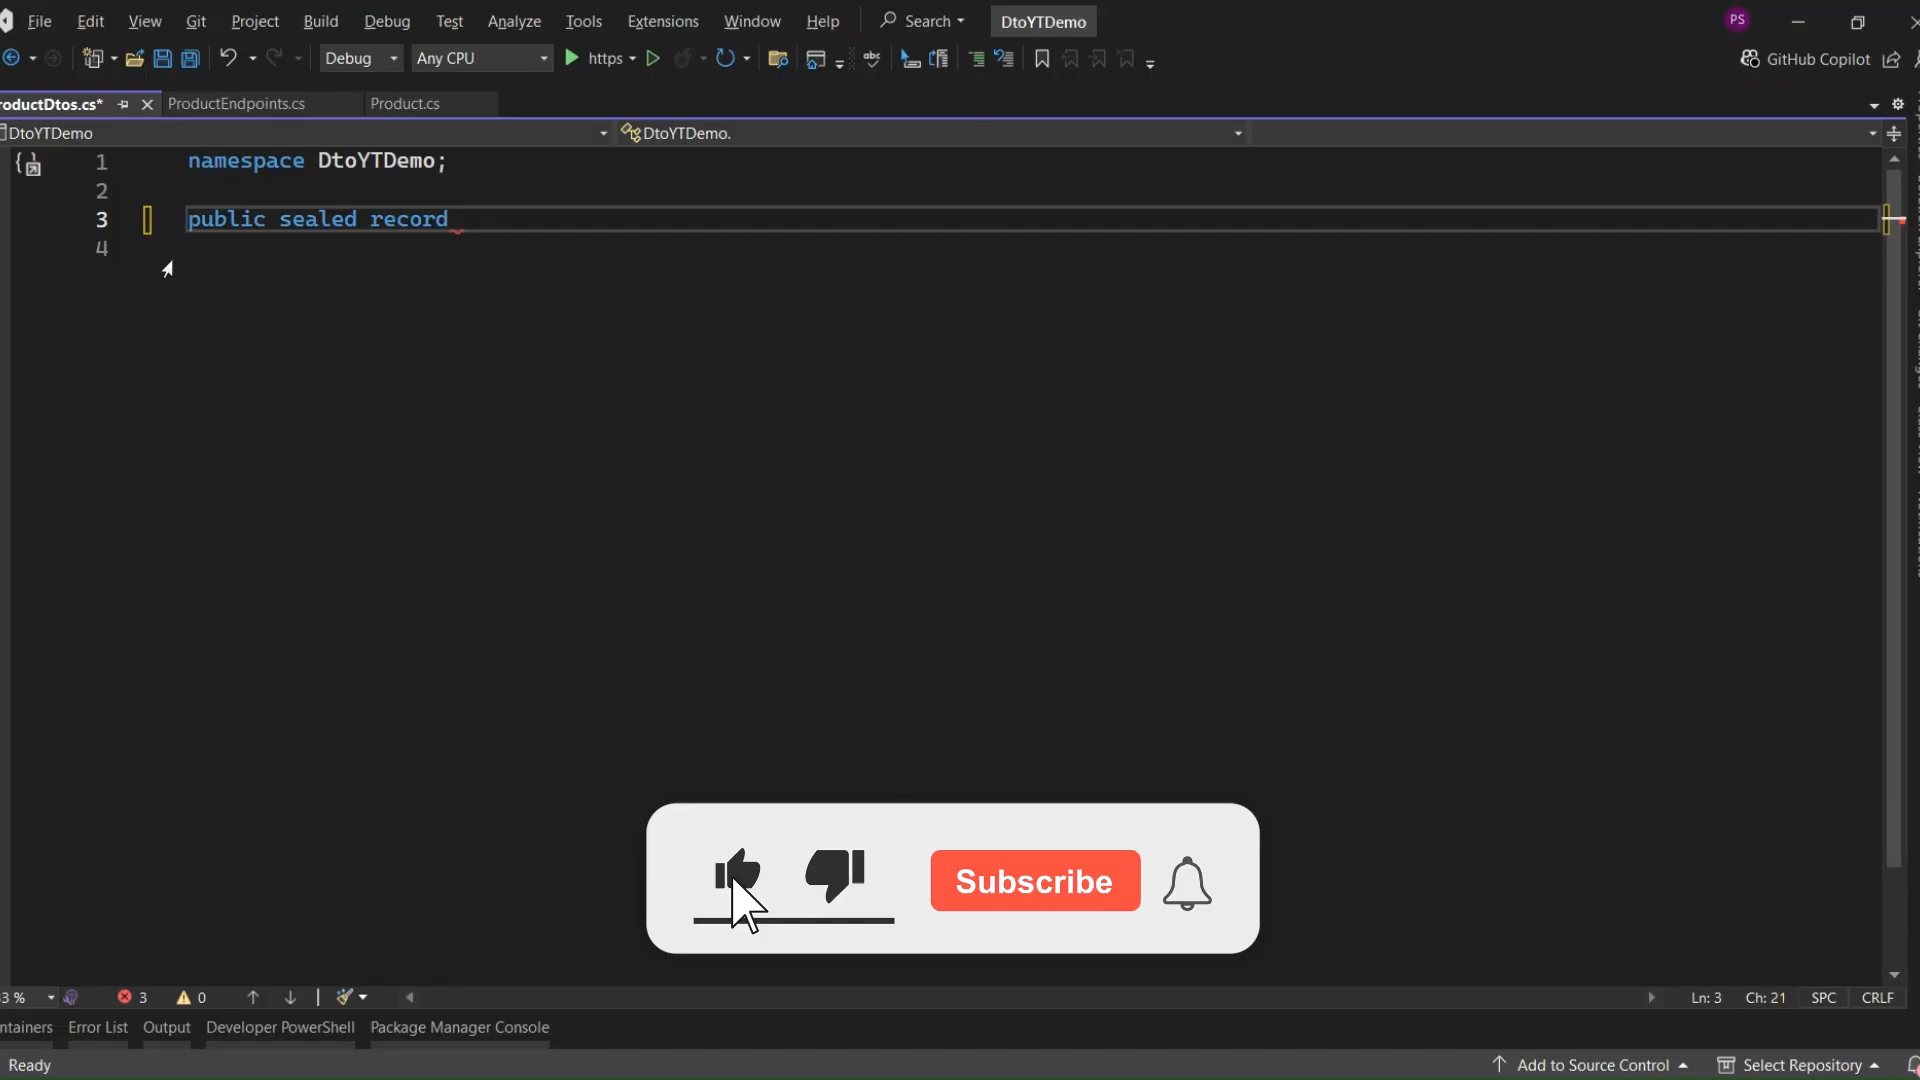 File Edit View Git Project Build Debug Test Analyze Tools Extensions Window Help Search DtoYTDemo PS
Debug Any CPU https abc GitHub Copilot
roductDtos.cs* ProductEndpoints.cs Product.cs
DtoYTDemo DtoYTDemo.
1 namespace DtoYTDemo;
2
3 public sealed record
4
Subscribe
3 % 3 0 Ln: 3 Ch: 21 SPC CRLF
ntainers Error List Output Developer PowerShell Package Manager Console
Ready Add to Source Control Select Repository